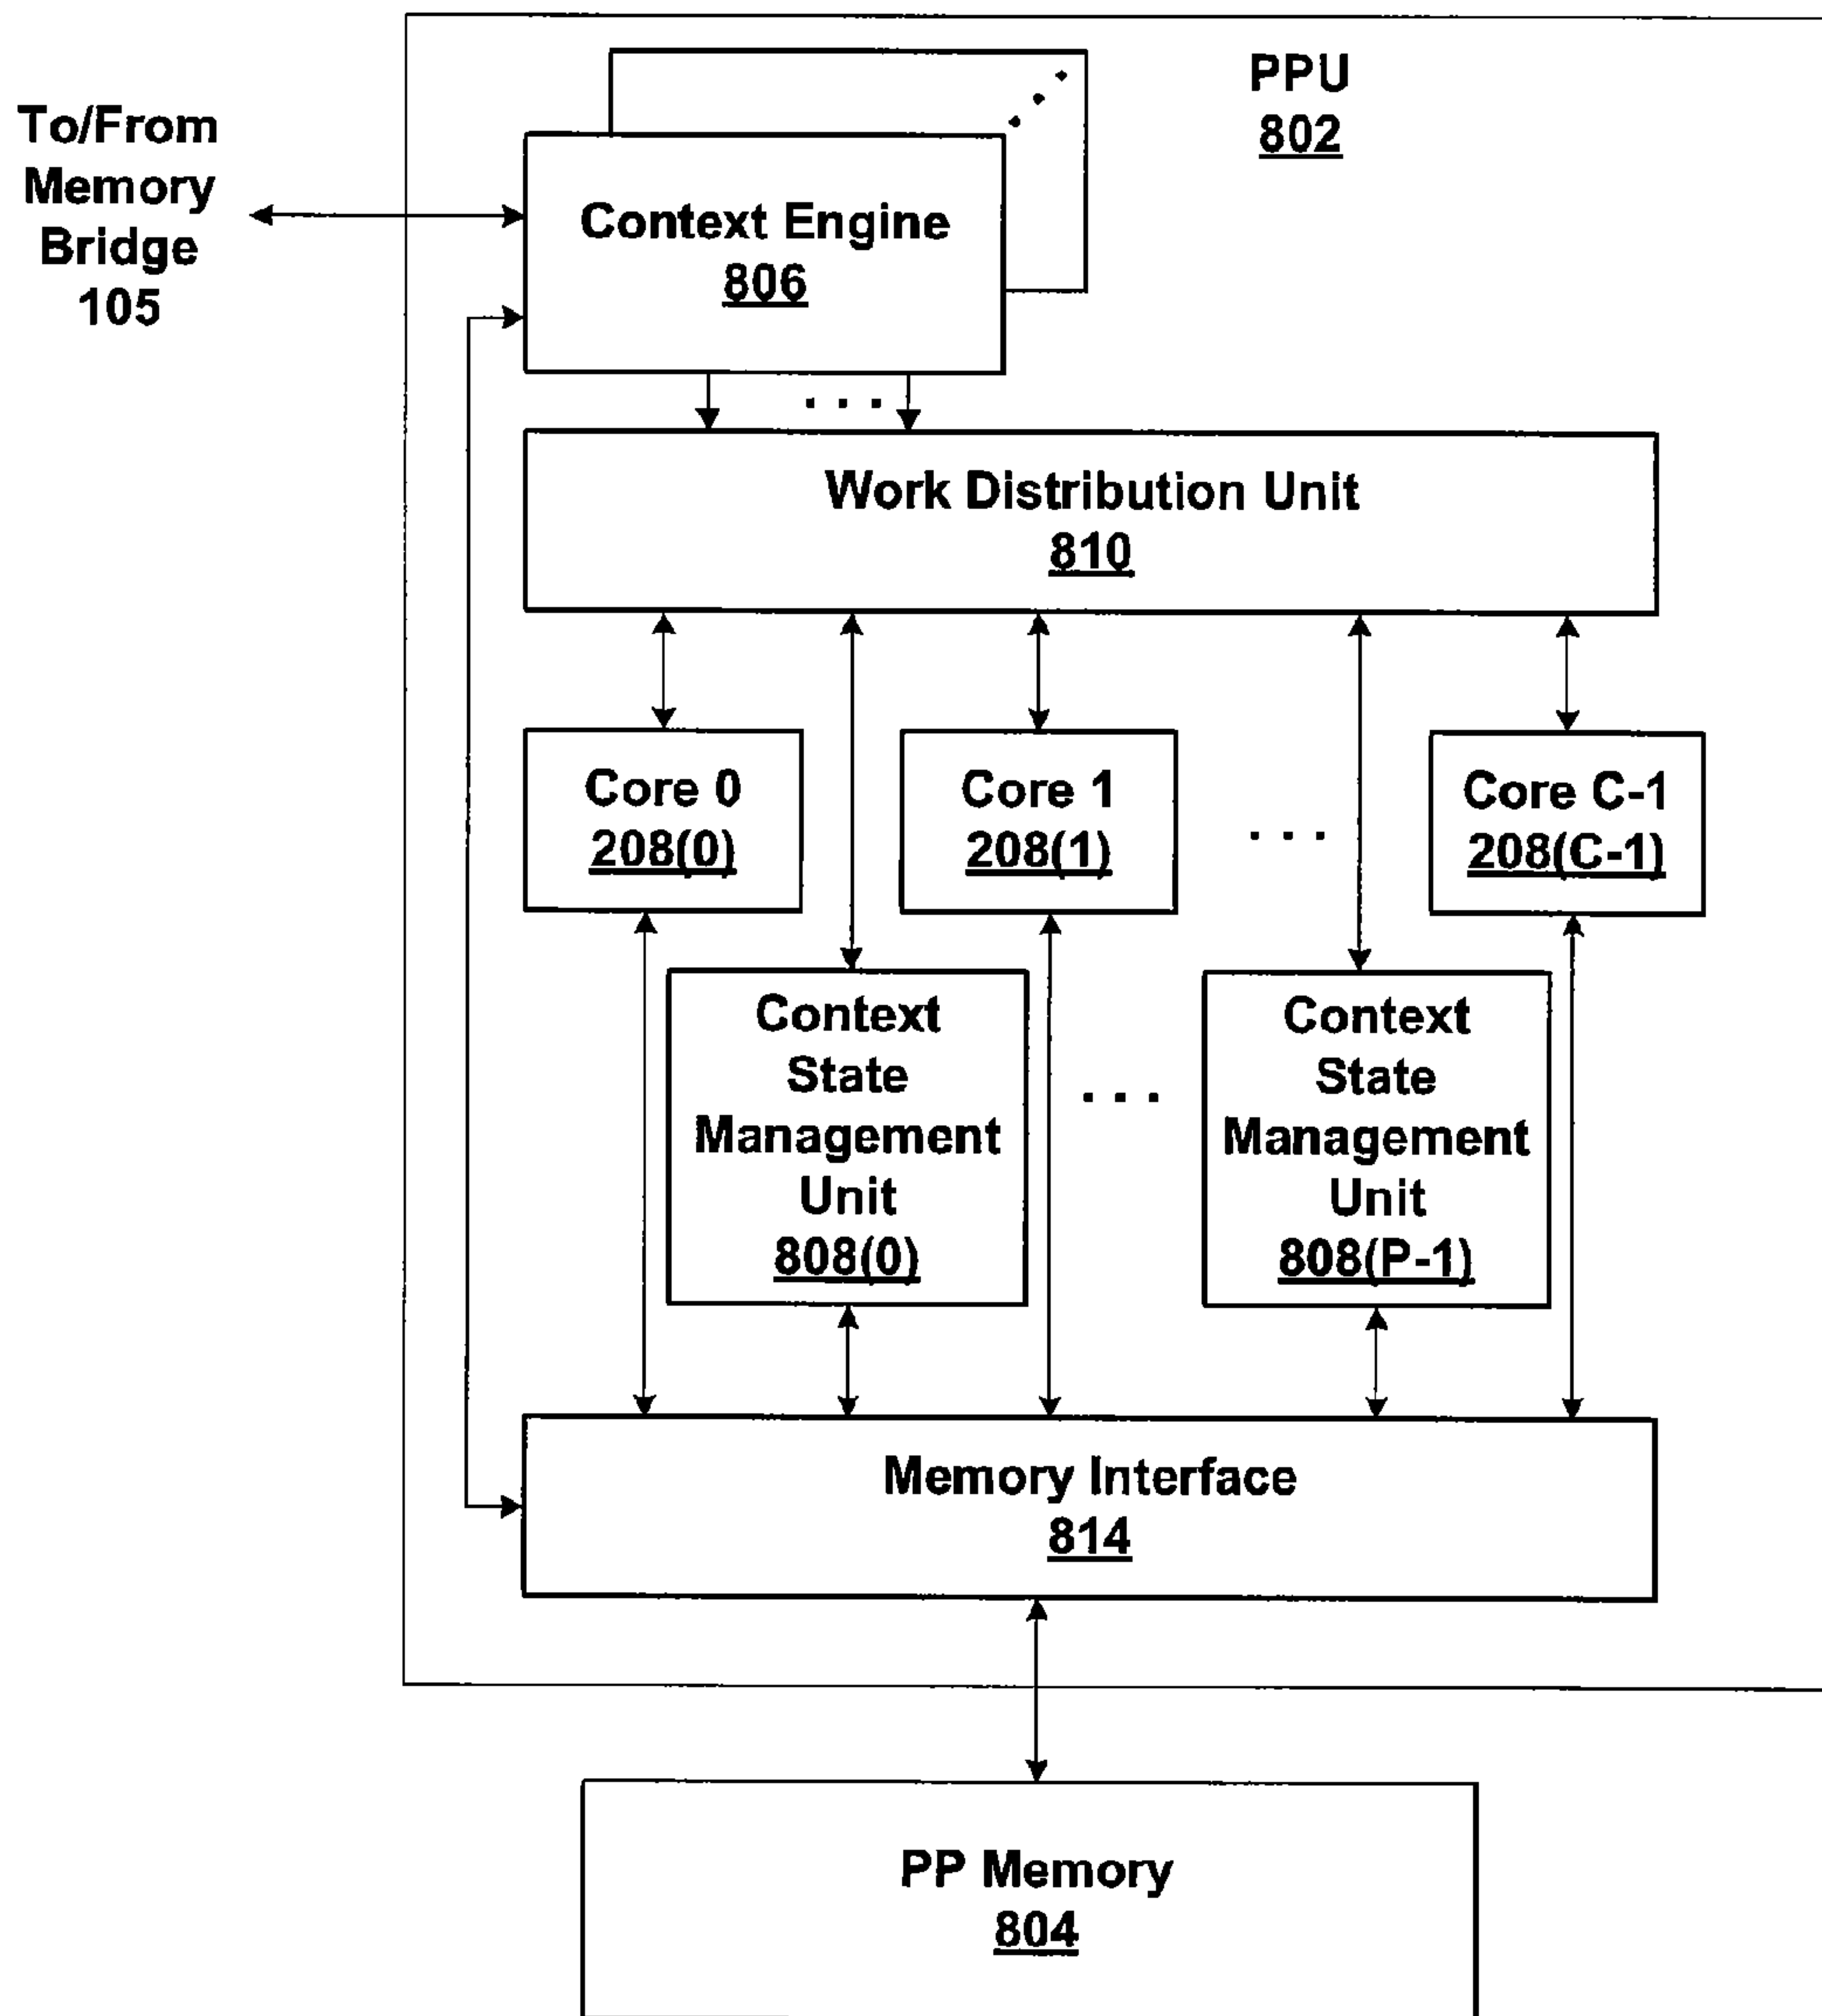 PPU
802
To/From
Memory
Bridge
105
Context Engine
806
. . .
Work Distribution Unit
810
Core 0
208(0)
Core 1
208(1)
. . .
Core C-1
208(C-1)
Context
State
Management
Unit
808(0)
. . .
Context
State
Management
Unit
808(P-1)
Memory Interface
814
PP Memory
804